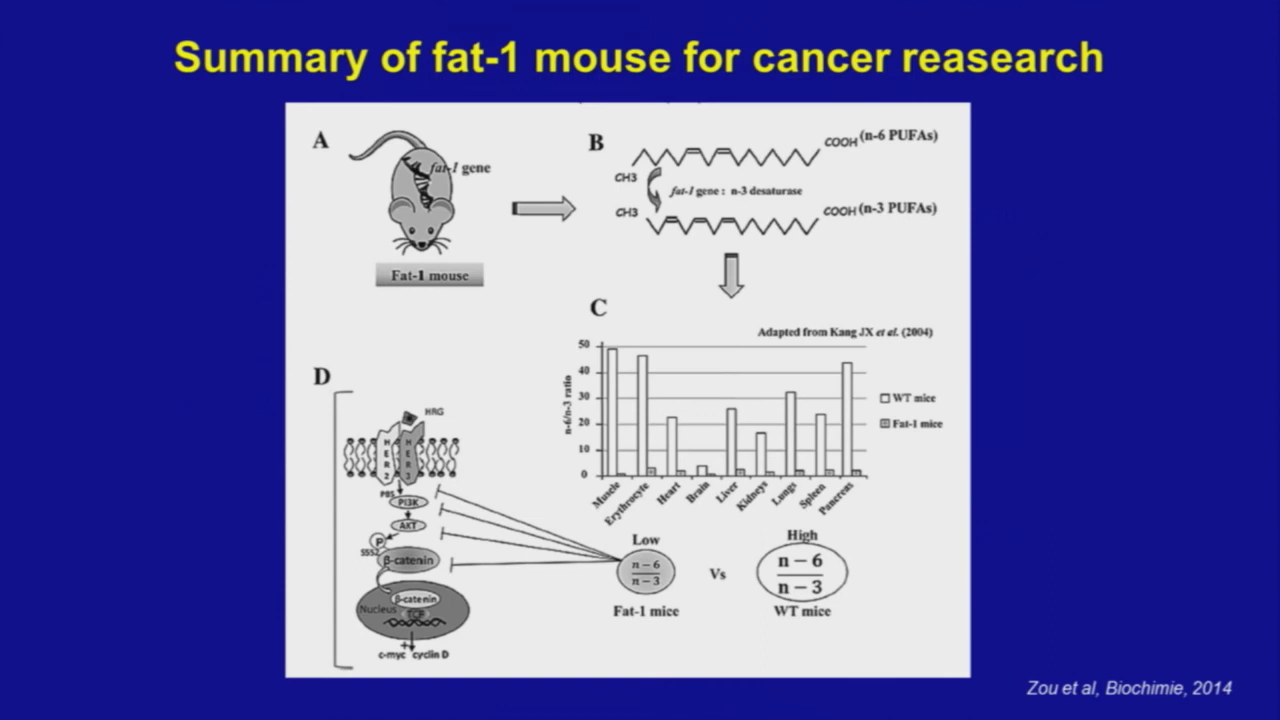 Summary of fat-1 mouse for cancer reasearch
A
fat-1 gene
Fat-1 mouse
B
COOH (n-6 PUFAs)
CH3
fat-1 gene : n-3 desaturase
CH3
COOH (n-3 PUFAs)
C
Adapted from Kang JX et al. (2004)
n-6/n-3 ratio
50
40
30
20
10
0
WT mice
Fat-1 mice
Muscle
Erythrocyte
Heart
Brain
Liver
Kidneys
Lungs
Spleen
Pancreas
D
HRG
HER2
HER3
PBS
PI3K
AKT
P
S552
β-catenin
β-catenin
Nucleus
TCF
+
c-myc cyclin D
Low
n – 6
n – 3
Fat-1 mice
Vs
High
n – 6
n – 3
WT mice
Zou et al, Biochimie, 2014